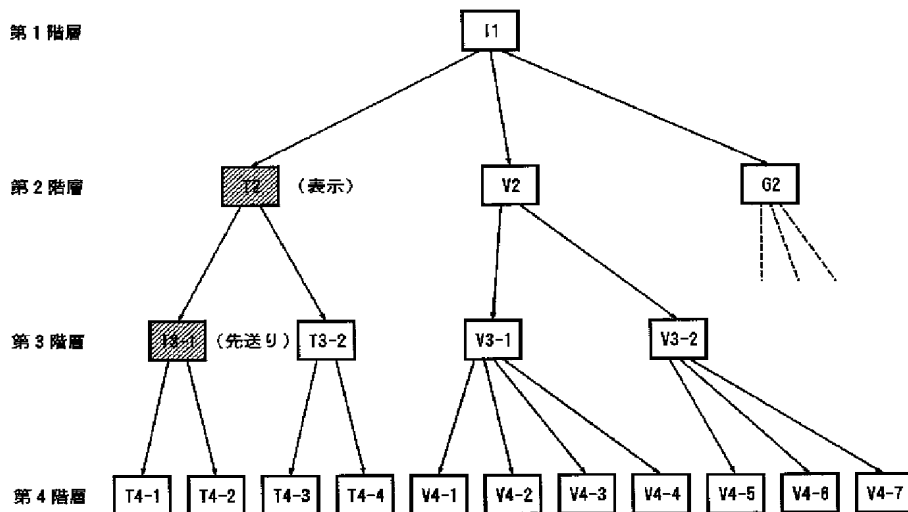 第1階層 I1
第2階層 T2 (表示) V2 G2
第3階層 T3-1 (先送り) T3-2 V3-1 V3-2
第4階層 T4-1 T4-2 T4-3 T4-4 V4-1 V4-2 V4-3 V4-4 V4-5 V4-6 V4-7